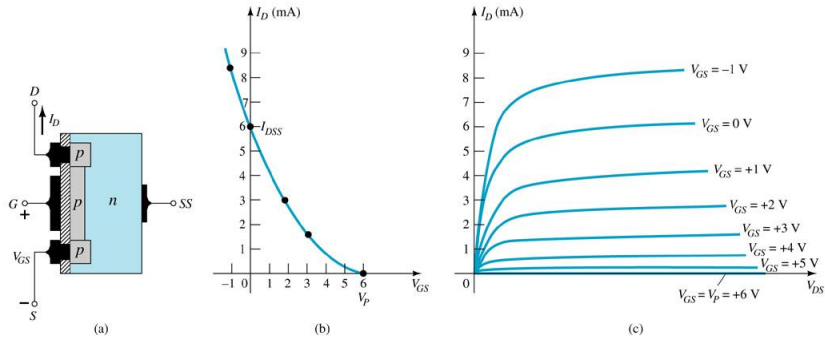 D
I_D
p
G
+
p
n
SS
V_GS
p
–
S
(a)
I_D (mA)
9
8
7
6
I_DSS
5
4
3
2
1
–1 0 1 2 3 4 5 6
V_P
V_GS
(b)
I_D (mA)
9
8
7
6
5
4
3
2
1
0
V_GS = –1 V
V_GS = 0 V
V_GS = +1 V
V_GS = +2 V
V_GS = +3 V
V_GS = +4 V
V_GS = +5 V
V_GS = V_P = +6 V
V_DS
(c)